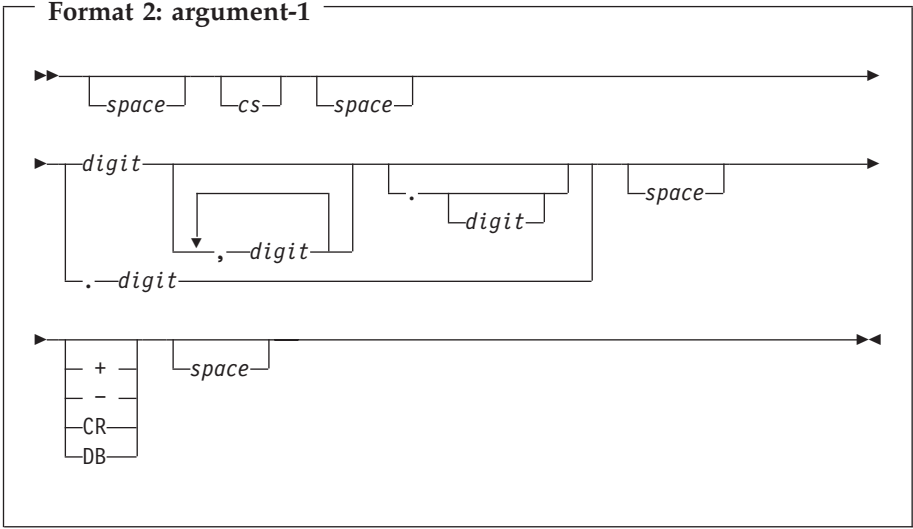 Format 2: argument-1
space cs space
digit
. space
digit
, digit
. digit
+
- space
CR
DB